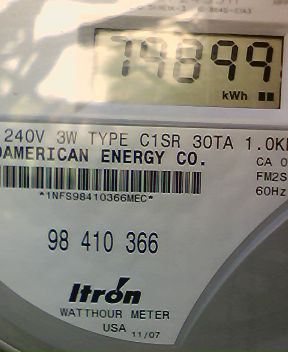 79899
kWh
240V 3W TYPE C1SR 30TA 1.0K
AMERICAN ENERGY CO.
CA 0
FM2S
60Hz
*1NFS98410366MEC*
98 410 366
Itrón
WATTHOUR METER
USA 11/07